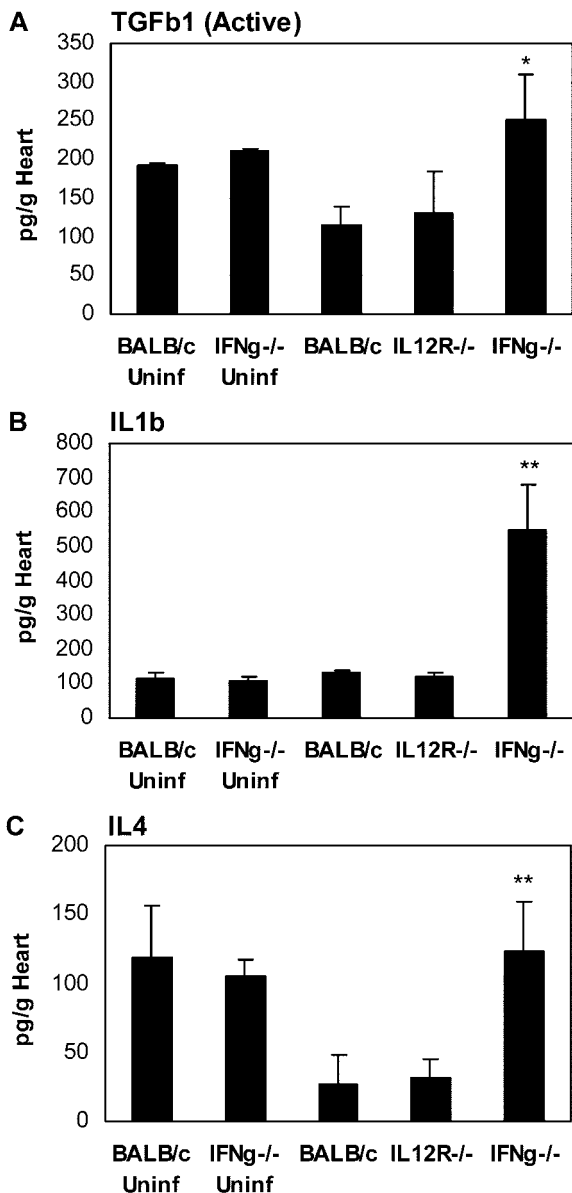 A TGFb1 (Active)
350
300
250
200
150
100
50
0
pg/g Heart
*
BALB/c IFNg-/- BALB/c IL12R-/- IFNg-/-
Uninf Uninf
B IL1b
800
700
600
500
400
300
200
100
0
pg/g Heart
**
BALB/c IFNg-/- BALB/c IL12R-/- IFNg-/-
Uninf Uninf
C IL4
200
150
100
50
0
pg/g Heart
**
BALB/c IFNg-/- BALB/c IL12R-/- IFNg-/-
Uninf Uninf